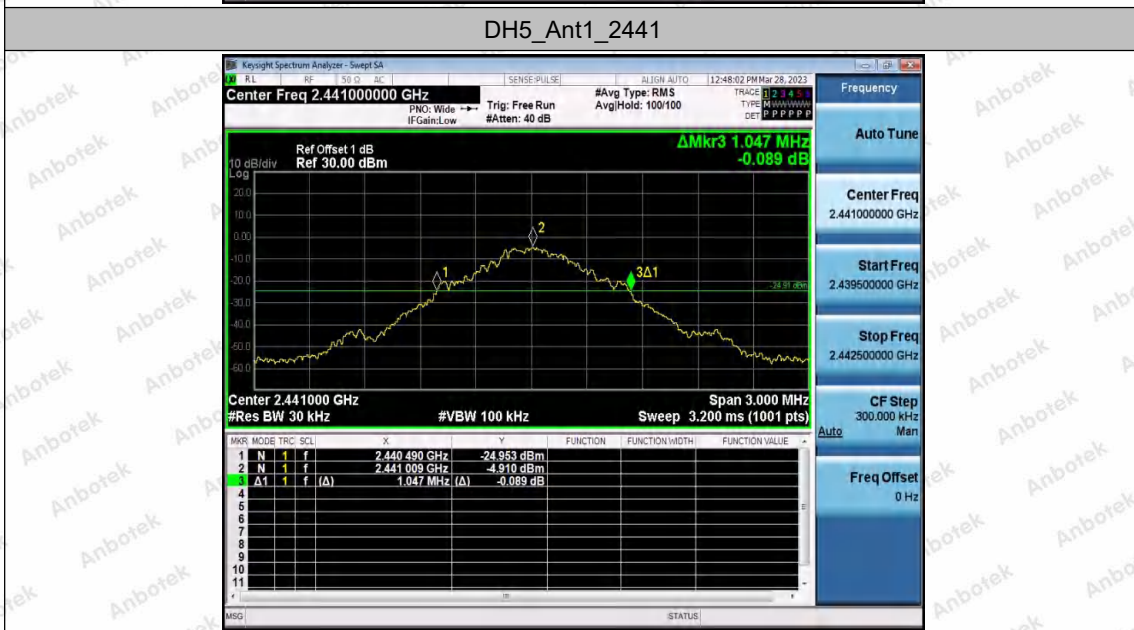 DH5_Ant1_2441
Keysight Spectrum Analyzer - Swept SA
RL RF 50 Ω AC SENSE:PULSE ALIGN AUTO 12:48:02 PM Mar 28, 2023
Center Freq 2.441000000 GHz #Avg Type: RMS TRACE 1 2 3 4 5 6
PNO: Wide Trig: Free Run Avg|Hold: 100/100 TYPE M WWWWW
IFGain:Low #Atten: 40 dB DET P P P P P P
ΔMkr3 1.047 MHz
-0.089 dB
Ref Offset 1 dB
10 dB/div Ref 30.00 dBm
Log
20.0
10.0
0.00
-10.0
-20.0
-30.0
-40.0
-50.0
-60.0
1
2
3Δ1
-24.91 dBm
Center 2.441000 GHz Span 3.000 MHz
#Res BW 30 kHz #VBW 100 kHz Sweep 3.200 ms (1001 pts)
MKR MODE TRC SCL X Y FUNCTION FUNCTION WIDTH FUNCTION VALUE
1 N 1 f 2.440 490 GHz -24.953 dBm
2 N 1 f 2.441 009 GHz -4.910 dBm
3 Δ1 1 f (Δ) 1.047 MHz (Δ) -0.089 dB
4
5
6
7
8
9
10
11
MSG STATUS
Frequency
Auto Tune
Center Freq
2.441000000 GHz
Start Freq
2.439500000 GHz
Stop Freq
2.442500000 GHz
CF Step
300.000 kHz
Auto Man
Freq Offset
0 Hz
Anbotek